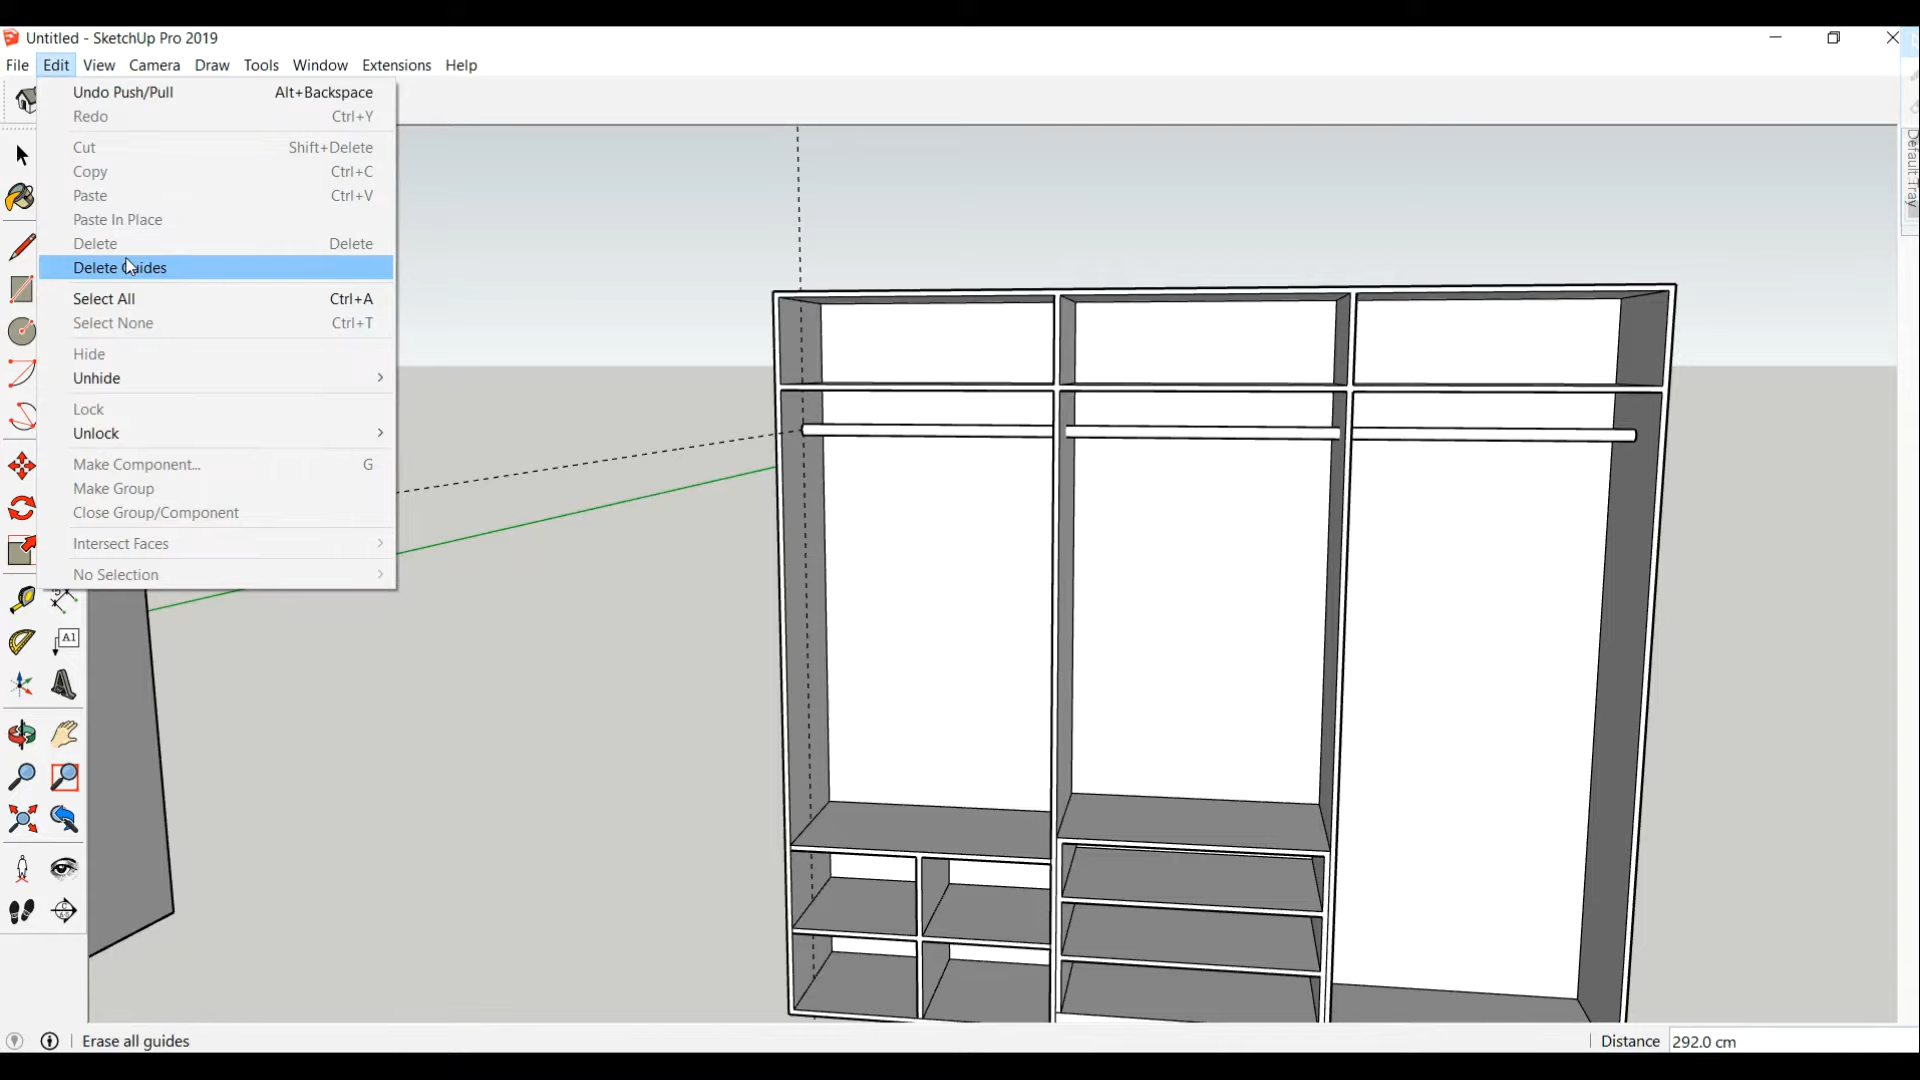 Untitled - SketchUp Pro 2019
File Edit View Camera Draw Tools Window Extensions Help
Undo Push/Pull Alt+Backspace
Redo Ctrl+Y
Cut Shift+Delete
Copy Ctrl+C
Paste Ctrl+V
Paste In Place
Delete Delete
Delete Guides
Select All Ctrl+A
Select None Ctrl+T
Hide
Unhide
Lock
Unlock
Make Component... G
Make Group
Close Group/Component
Intersect Faces
No Selection
A1
Default Tray
Erase all guides
Distance 292.0 cm